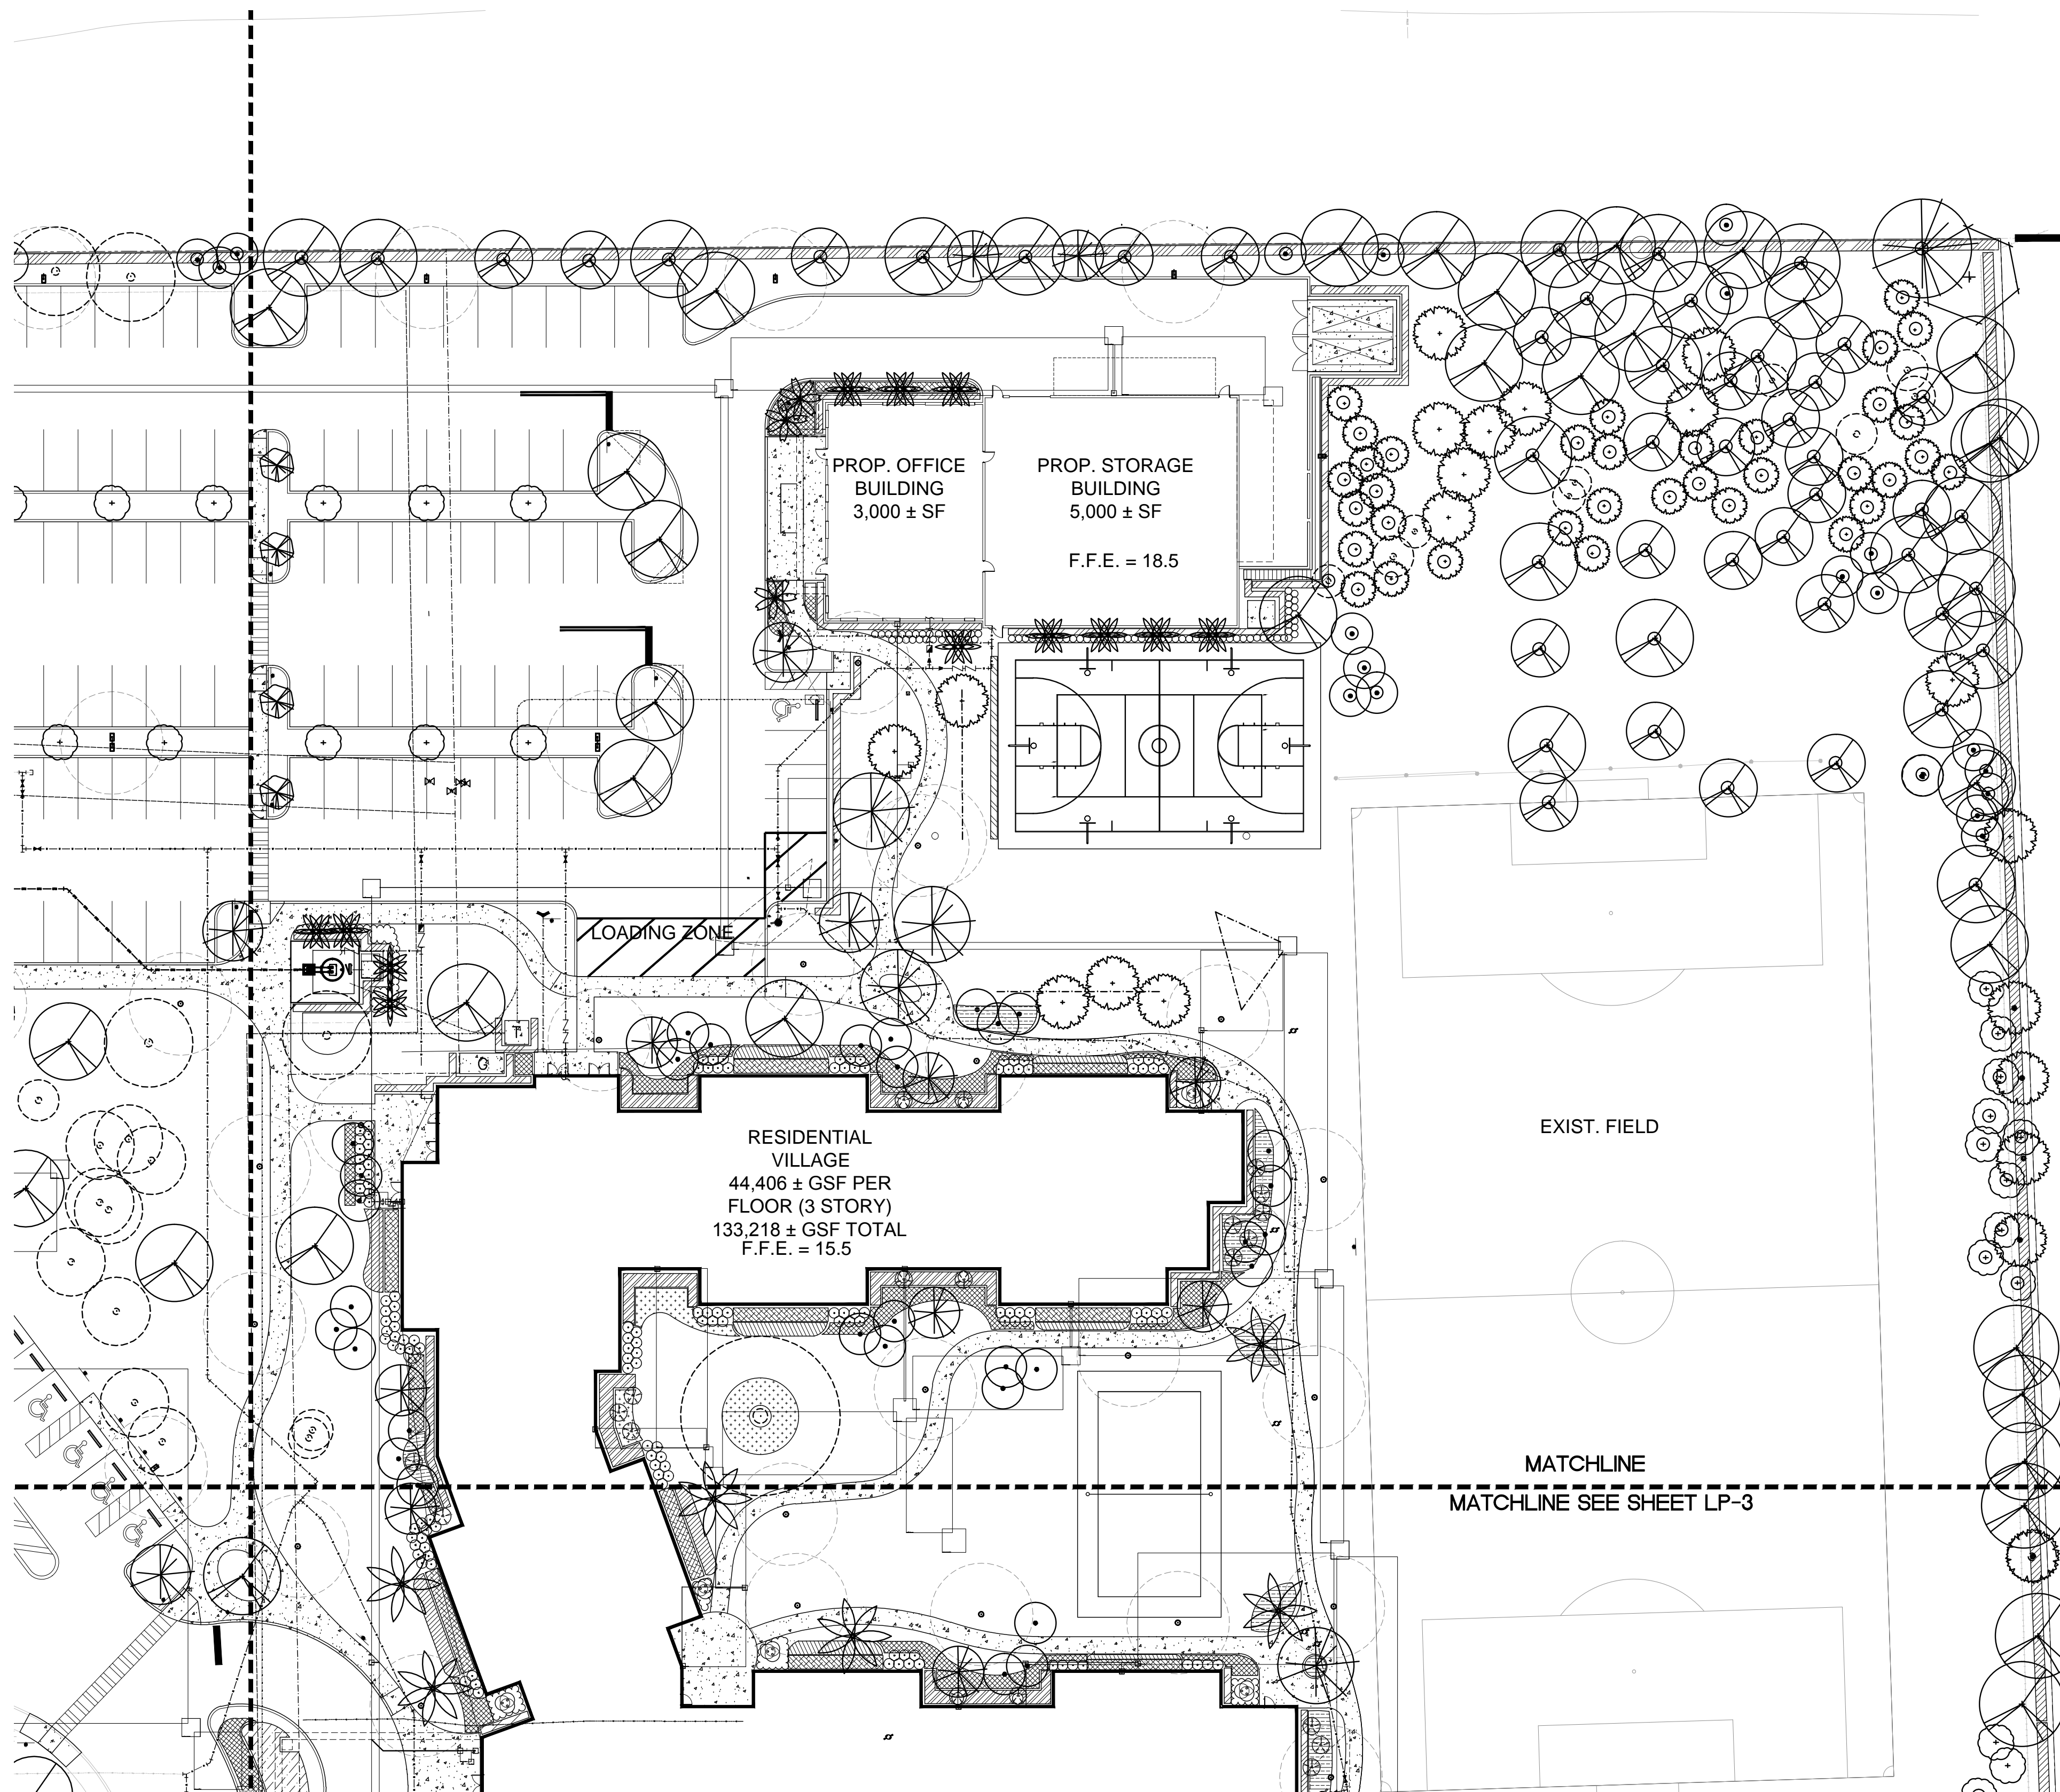 PROP. OFFICE
BUILDING
3,000 ± SF
PROP. STORAGE
BUILDING
5,000 ± SF
F.F.E. = 18.5
LOADING ZONE
T
G
RESIDENTIAL
VILLAGE
44,406 ± GSF PER
FLOOR (3 STORY)
133,218 ± GSF TOTAL
F.F.E. = 15.5
EXIST. FIELD
MATCHLINE
MATCHLINE SEE SHEET LP-3